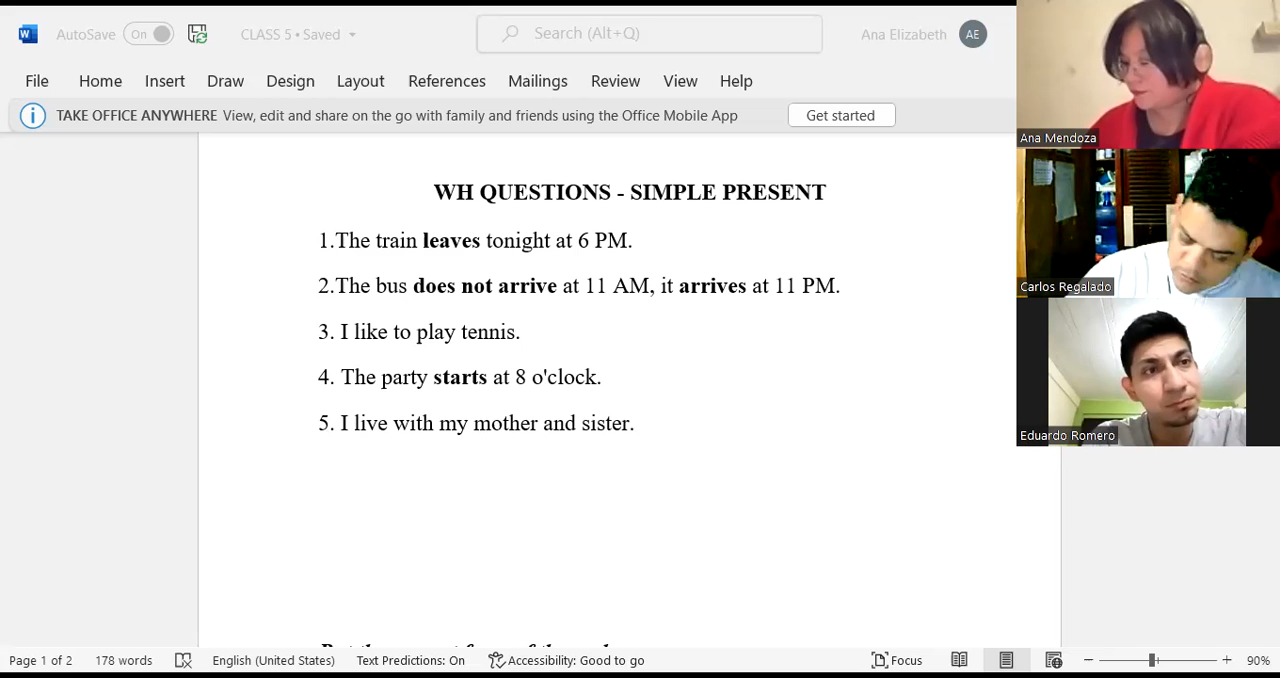 AutoSave On CLASS 5 • Saved Search (Alt+Q) Ana Elizabeth AE
File Home Insert Draw Design Layout References Mailings Review View Help
TAKE OFFICE ANYWHERE View, edit and share on the go with family and friends using the Office Mobile App Get started
WH QUESTIONS - SIMPLE PRESENT
1.The train leaves tonight at 6 PM.
2.The bus does not arrive at 11 AM, it arrives at 11 PM.
3. I like to play tennis.
4. The party starts at 8 o'clock.
5. I live with my mother and sister.
Ana Mendoza
Carlos Regalado
Eduardo Romero
Page 1 of 2 178 words English (United States) Text Predictions: On Accessibility: Good to go Focus 90%